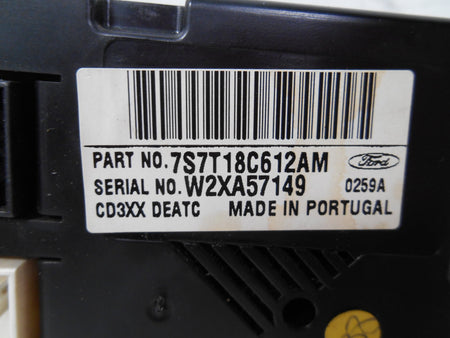 PART NO. 7S7T18C612AM Ford
SERIAL NO. W2XA57149 0259A
CD3XX DEATC MADE IN PORTUGAL